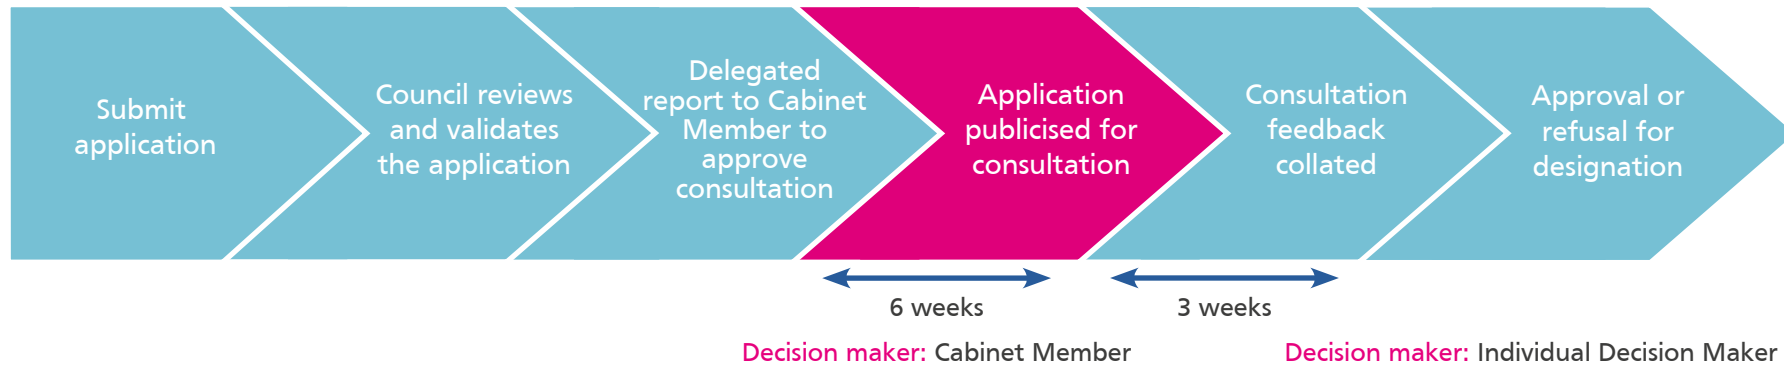 Submit
application
Council reviews
and validates
the application
Delegated
report to Cabinet
Member to
approve
consultation
Application
publicised for
consultation
Consultation
feedback
collated
Approval or
refusal for
designation
6 weeks
3 weeks
Decision maker: Cabinet Member
Decision maker: Individual Decision Maker